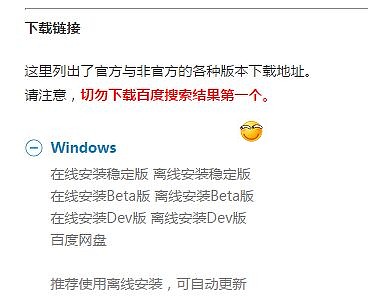 下载链接
这里列出了官方与非官方的各种版本下载地址。
请注意，切勿下载百度搜索结果第一个。
Windows
在线安装稳定版 离线安装稳定版
在线安装Beta版 离线安装Beta版
在线安装Dev版 离线安装Dev版
百度网盘
推荐使用离线安装，可自动更新